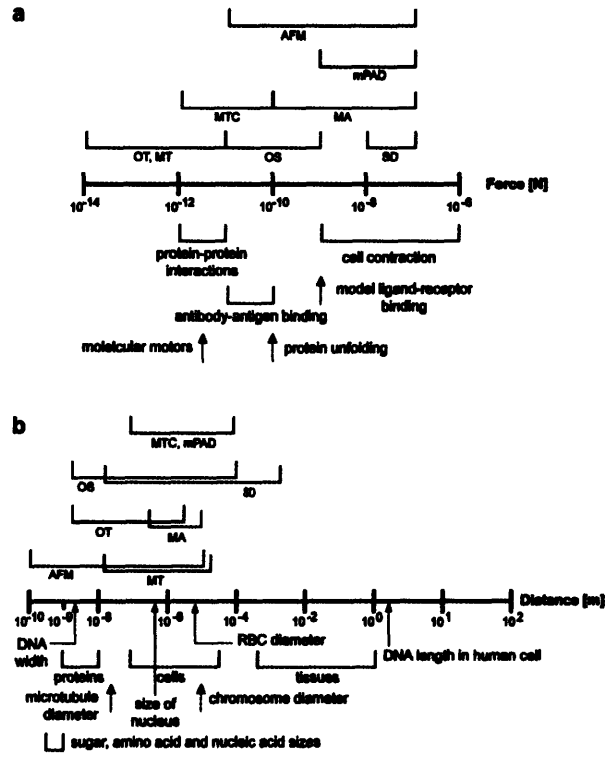 a
AFM
mPAD
MTC MA
OT, MT OS SD
Force [N]
10-14 10-12 10-10 10-8 10-6
protein-protein
interactions
cell contraction
model ligand-receptor
binding
antibody-antigen binding
molelcular motors
protein unfolding
b
MTC, mPAD
OS SD
OT MA
AFM MT
Distance [m]
10-10 10-9 10-8 10-6 10-4 10-2 100 102
DNA
width
RBC diameter
DNA length in human cell
proteins cells tissues
microtubule
diameter
size of
nucleus
chromosome diameter
sugar, amino acid and nucleic acid sizes